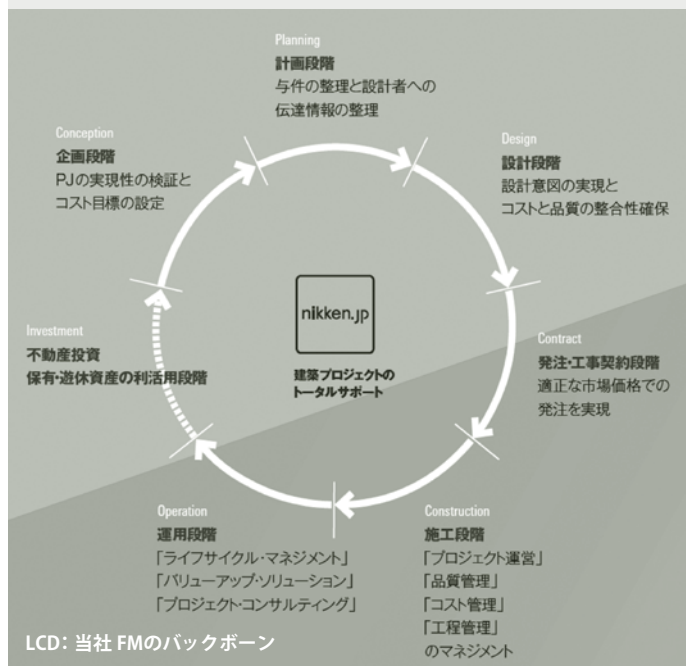 Planning
計画段階
与件の整理と設計者への
伝達情報の整理
Conception
企画段階
PJの実現性の検証と
コスト目標の設定
Design
設計段階
設計意図の実現と
コストと品質の整合性確保
nikken.jp
建築プロジェクトの
トータルサポート
Investment
不動産投資
保有・遊休資産の利活用段階
Contract
発注・工事契約段階
適正な市場価格での
発注を実現
Operation
運用段階
「ライフサイクル・マネジメント」
「バリューアップ・ソリューション」
「プロジェクト・コンサルティング」
Construction
施工段階
「プロジェクト運営」
「品質管理」
「コスト管理」
「工程管理」
のマネジメント
LCD: 当社 FMのバックボーン